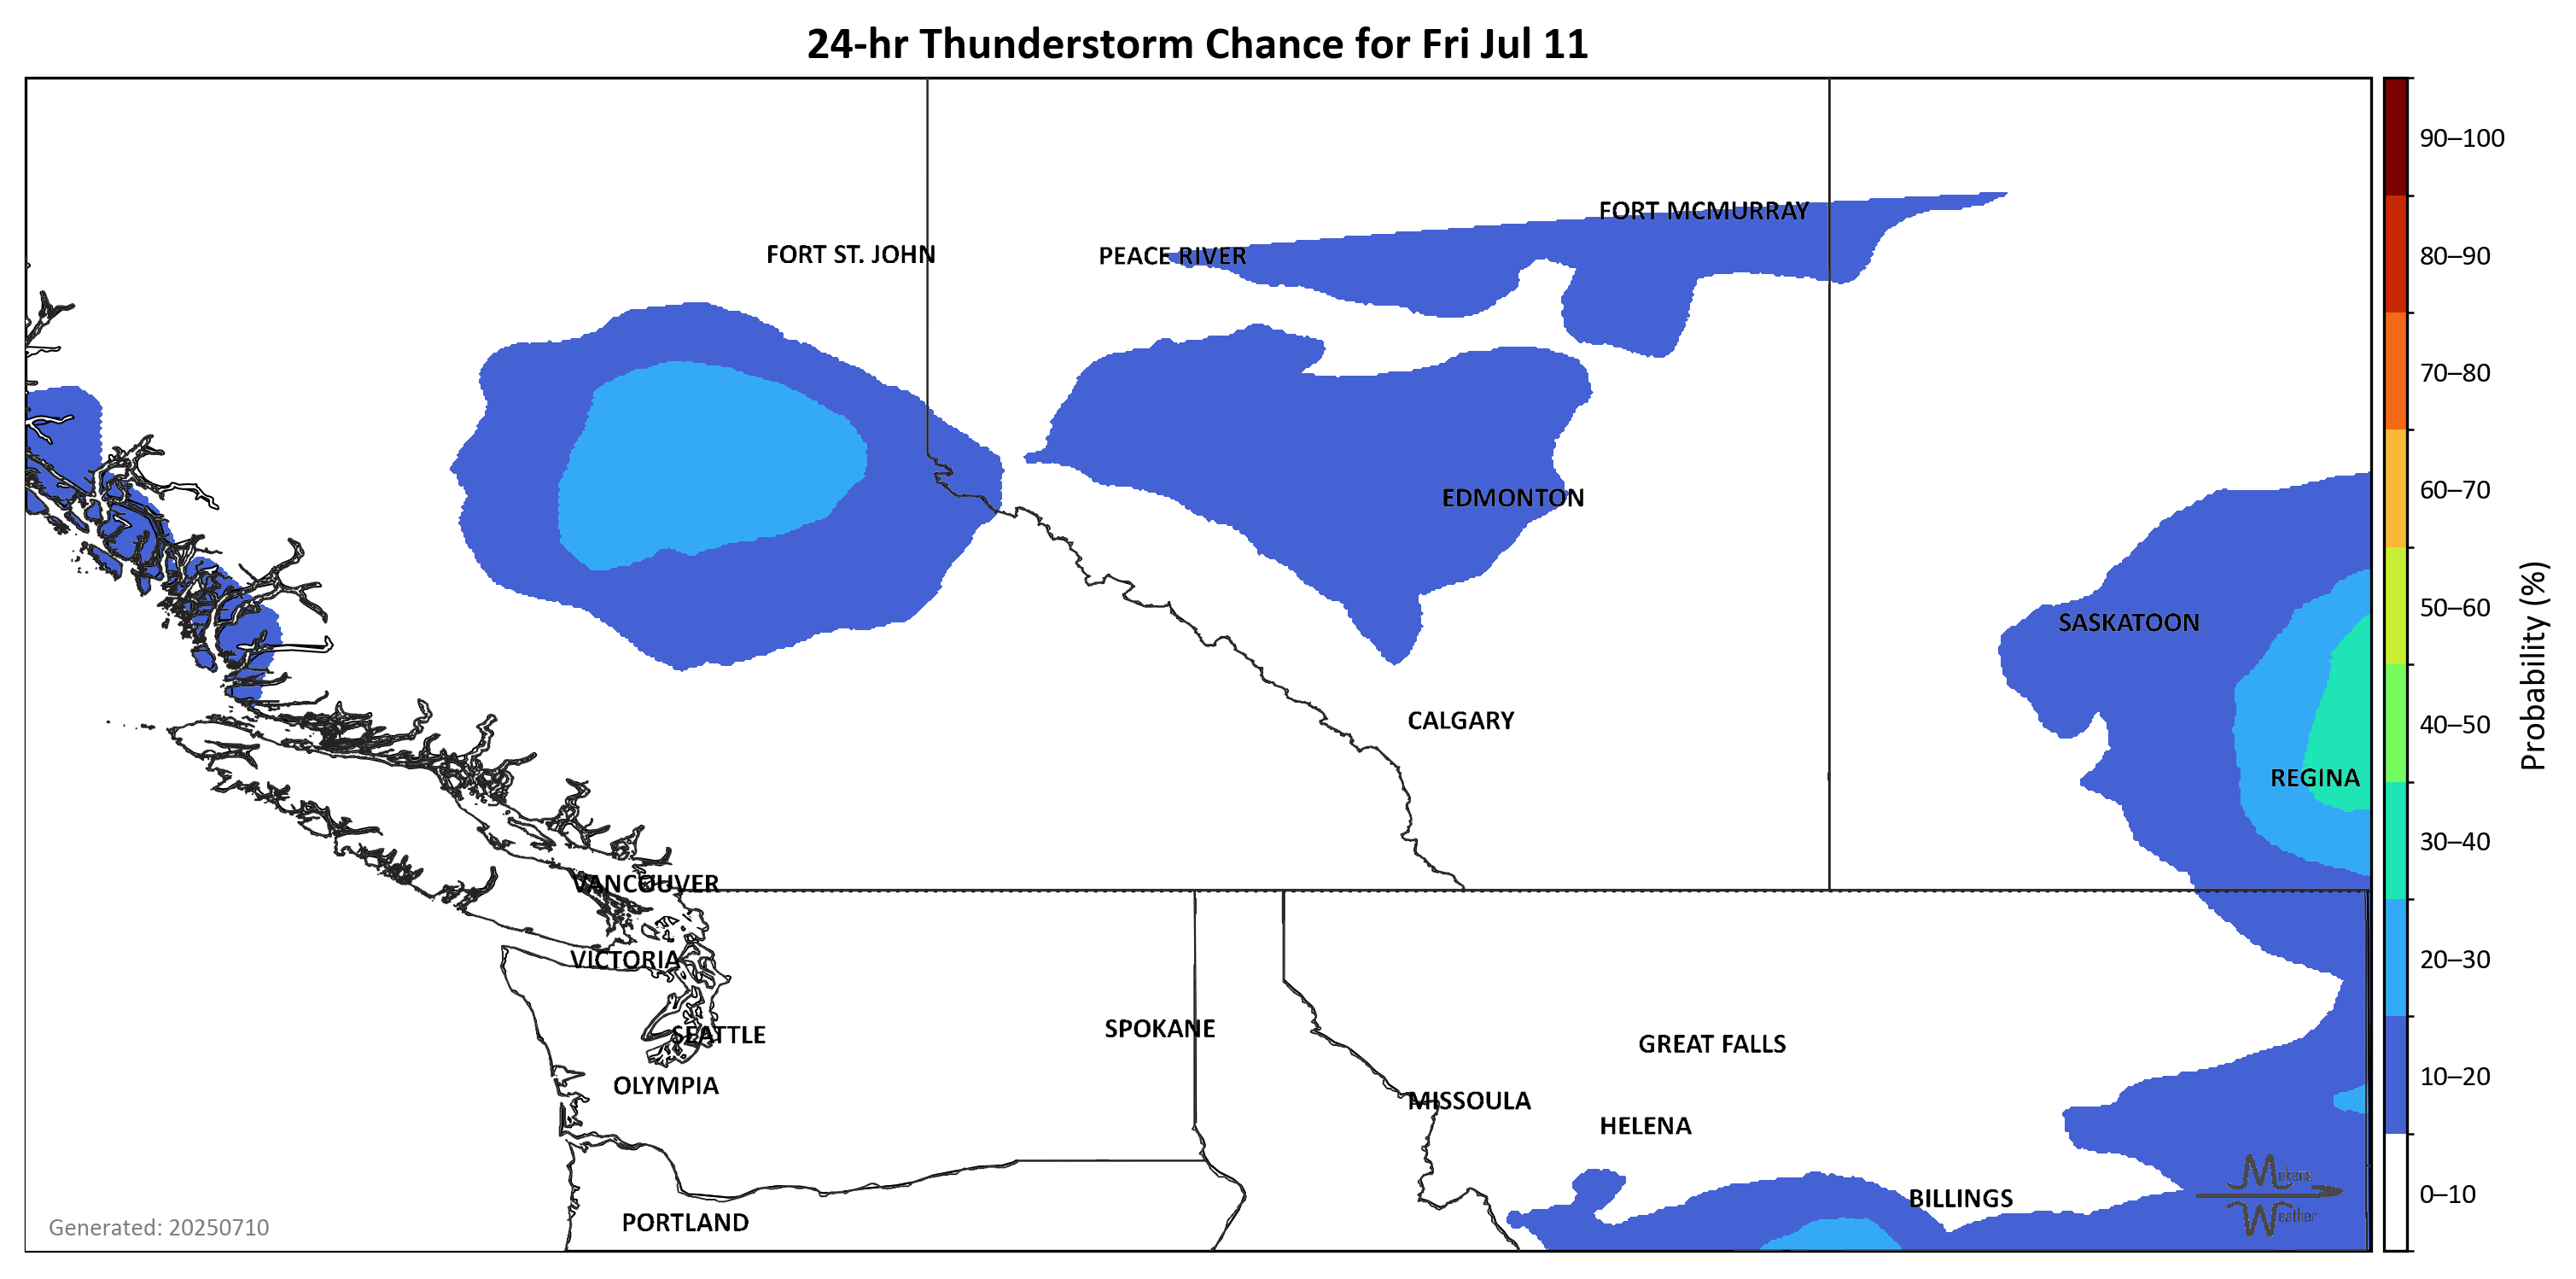 24-hr Thunderstorm Chance for Fri Jul 11
FORT MCMURRAY
FORT ST. JOHN
PEACE RIVER
EDMONTON
SASKATOON
CALGARY
REGINA
VANCOUVER
VICTORIA
SEATTLE
SPOKANE
GREAT FALLS
OLYMPIA
MISSOULA
HELENA
BILLINGS
PORTLAND
Mekens
Weather
Generated: 20250710
90–100
80–90
70–80
60–70
50–60
40–50
30–40
20–30
10–20
0–10
Probability (%)